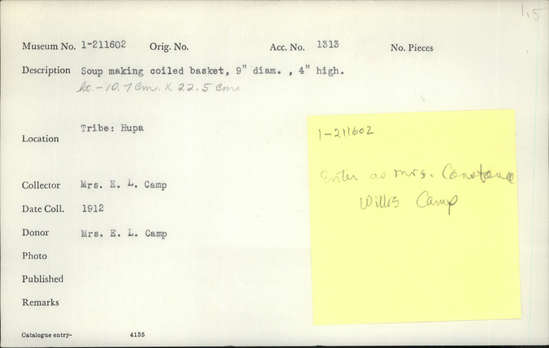 1,5
Museum No. 1-211602 Orig. No. Acc. No. 1313 No. Pieces
Description Soup making coiled basket, 9" diam. , 4" high.
ht - 10.7 cm. x 22.5 cm
Location Tribe: Hupa
Collector Mrs. E. L. Camp
Date Coll. 1912
Donor Mrs. E. L. Camp
Photo
Published
Remarks
Catalogue entry- 4135
1-211602
Enter as Mrs. Constance
Willis Camp